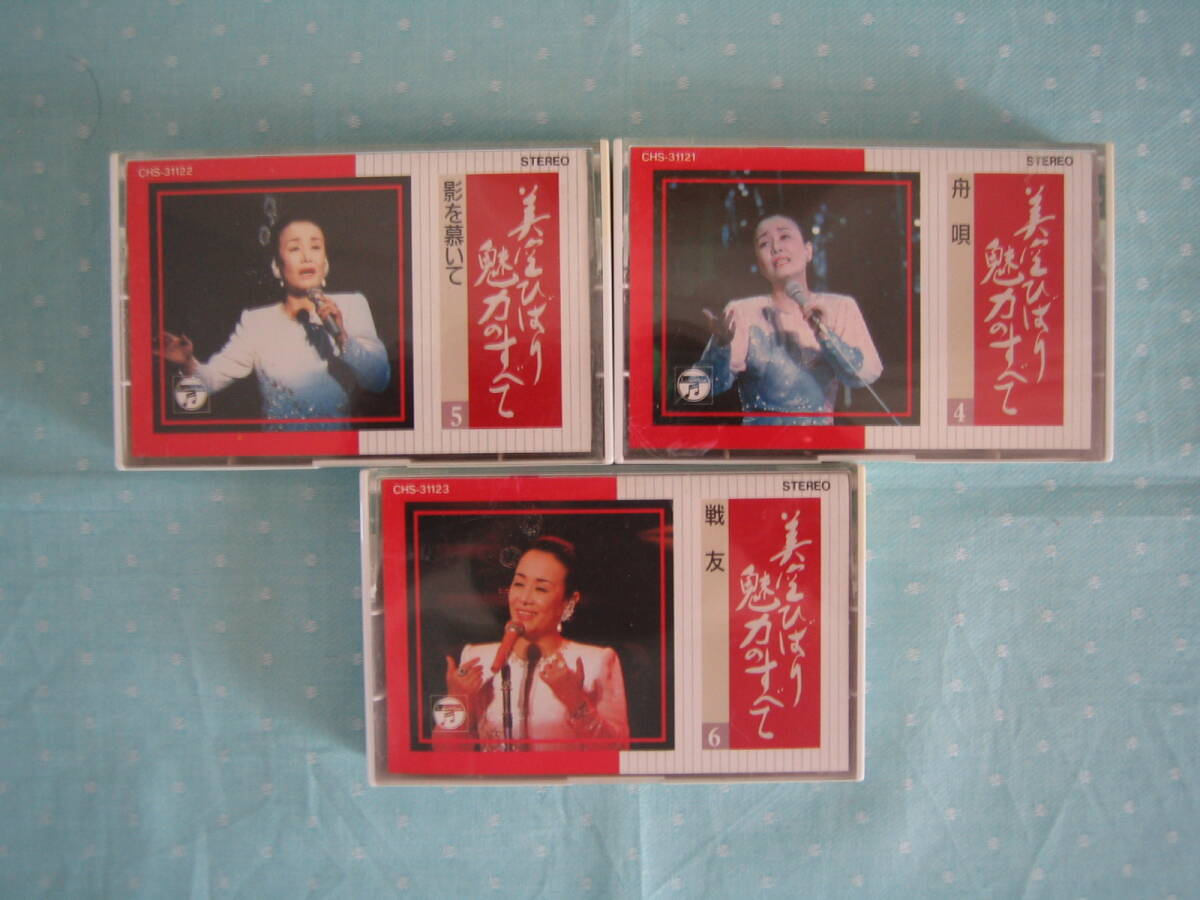 CHS-31122
STEREO
美空ひばり
魅力のすべて
影を慕いて
5
CHS-31121
STEREO
美空ひばり
魅力のすべて
舟唄
4
CHS-31123
STEREO
美空ひばり
魅力のすべて
戦友
6